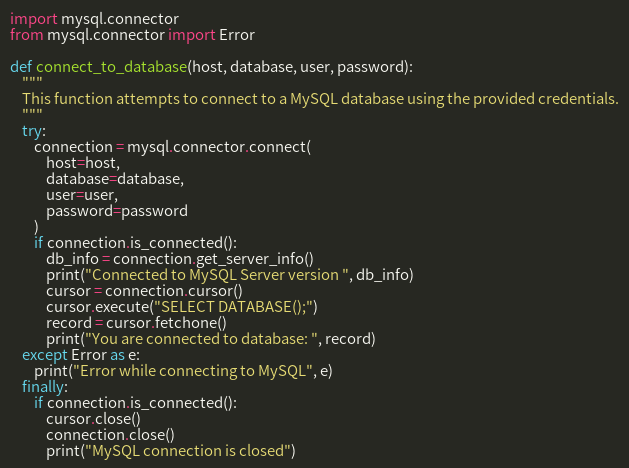 import mysql.connector
from mysql.connector import Error

def connect_to_database(host, database, user, password):
    """
    This function attempts to connect to a MySQL database using the provided credentials.
    """
    try:
        connection = mysql.connector.connect(
            host=host,
            database=database,
            user=user,
            password=password
        )
        if connection.is_connected():
            db_info = connection.get_server_info()
            print("Connected to MySQL Server version ", db_info)
            cursor = connection.cursor()
            cursor.execute("SELECT DATABASE();")
            record = cursor.fetchone()
            print("You are connected to database: ", record)
    except Error as e:
        print("Error while connecting to MySQL", e)
    finally:
        if connection.is_connected():
            cursor.close()
            connection.close()
            print("MySQL connection is closed")